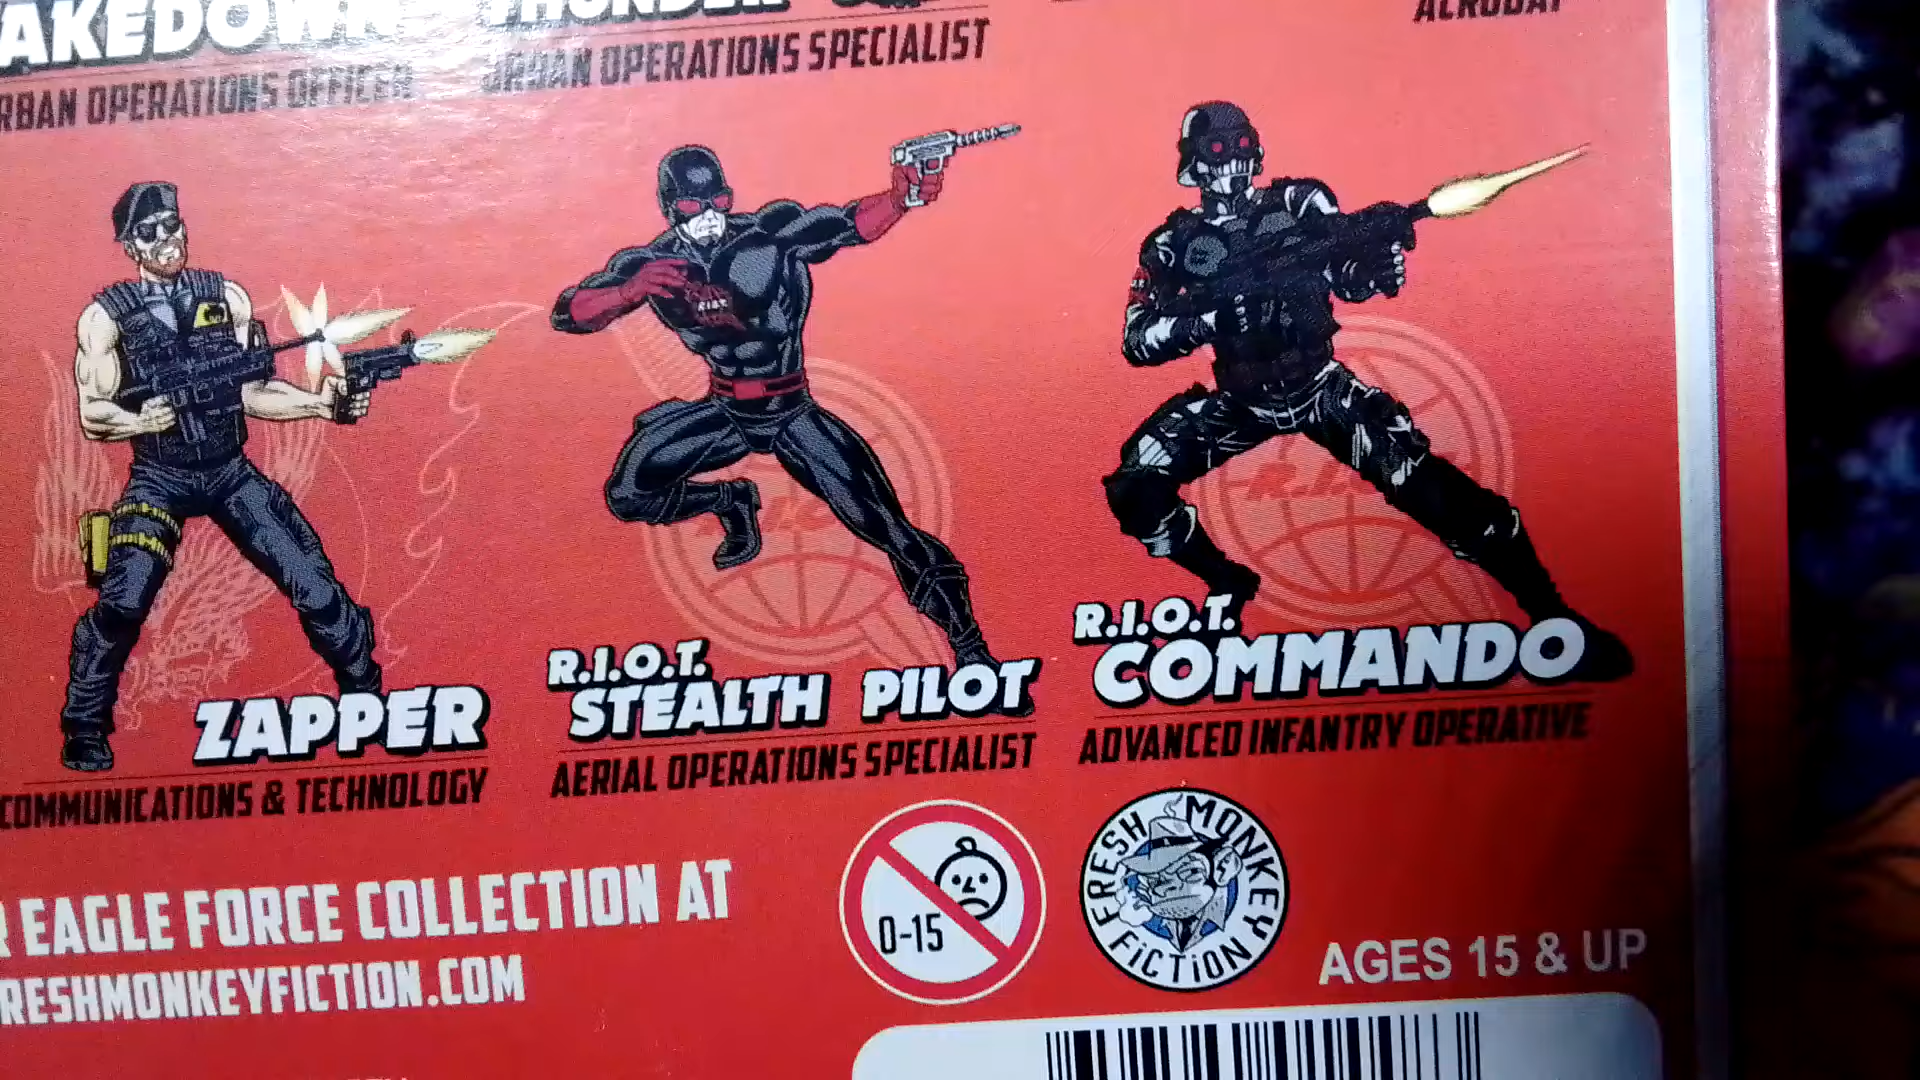 AKEDOWN
THUNDER
ACROBAT
RBAN OPERATIONS OFFICER
URBAN OPERATIONS SPECIALIST
R.I.O.T.
ZAPPER
COMMUNICATIONS & TECHNOLOGY
R.I.O.T.
STEALTH PILOT
AERIAL OPERATIONS SPECIALIST
R.I.O.T.
COMMANDO
ADVANCED INFANTRY OPERATIVE
EAGLE FORCE COLLECTION AT
RESHMONKEYFICTION.COM
0-15
FRESH MONKEY FiCTiON
AGES 15 & UP